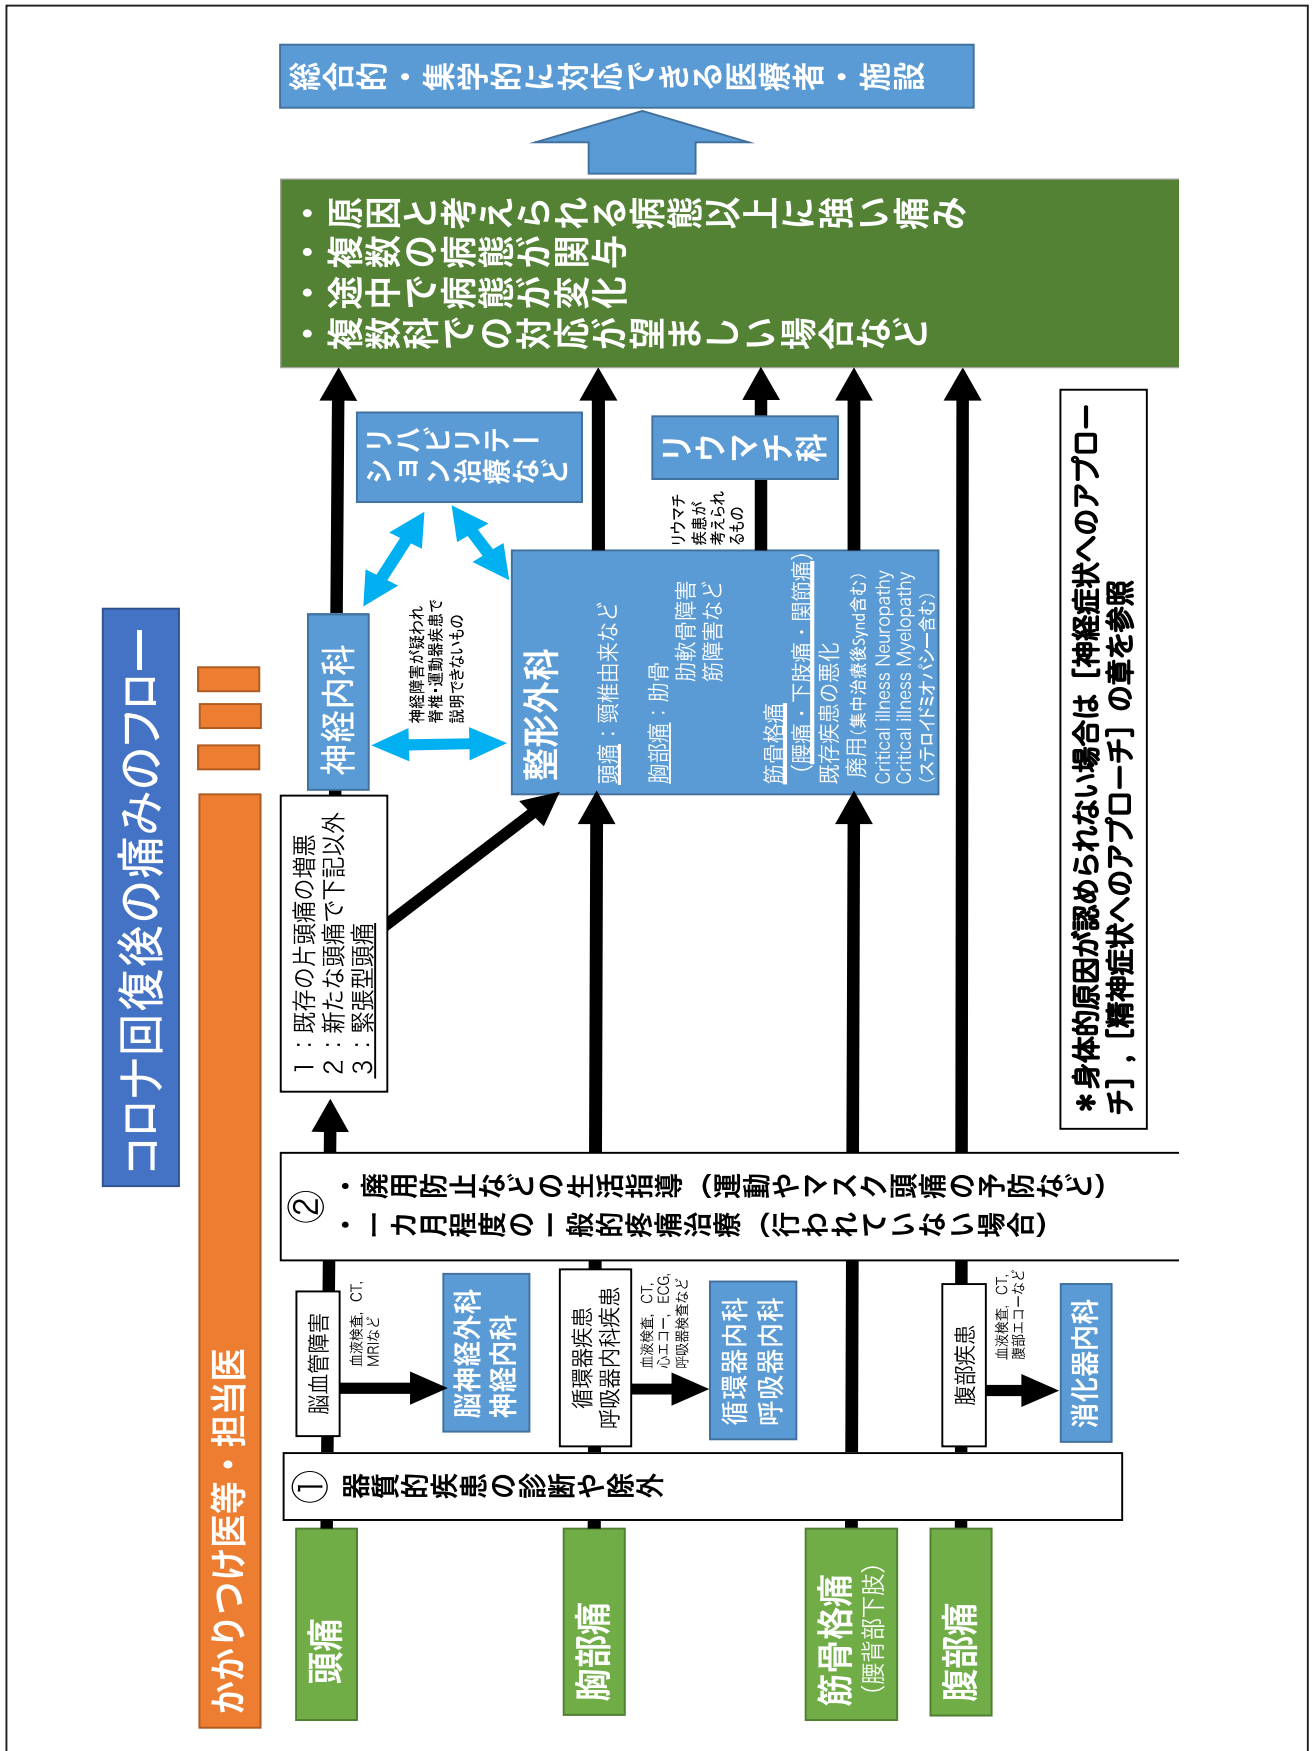 コロナ回復後の痛みのフロー
かかりつけ医等・担当医
頭痛
胸部痛
筋骨格痛
（腰背部下肢）
腹部痛
① 器質的疾患の診断や除外
脳血管障害
血液検査，CT，
MRIなど
脳神経外科
神経内科
循環器疾患
呼吸器内科疾患
血液検査，CT，
心エコー，ECG，
呼吸器検査など
循環器内科
呼吸器内科
腹部疾患
血液検査，CT，
腹部エコーなど
消化器内科
② ・廃用防止などの生活指導（運動やマスク頭痛の予防など）
・一カ月程度の一般的疼痛治療（行われていない場合）
1：既存の片頭痛の増悪
2：新たな頭痛で下記以外
3：緊張型頭痛
神経内科
神経障害が疑われ
脊椎・運動器疾患で
説明できないもの
リハビリテー
ション治療など
整形外科
頭痛：頸椎由来など
胸部痛：肋骨
肋軟骨障害
筋障害など
筋骨格痛
（腰痛・下肢痛・関節痛）
既存疾患の悪化
廃用（集中治療後Synd含む）
Critical illness Neuropathy
Critical illness Myelopathy
（ステロイドミオパシー含む）
リウマチ
疾患が
考えられ
るもの
リウマチ科
・原因と考えられる病態以上に強い痛み
・複数の病態が関与
・途中で病態が変化
・複数科での対応が望ましい場合など
総合的・集学的に対応できる医療者・施設
＊身体的原因が認められない場合は［神経症状へのアプロー
チ］，［精神症状へのアプローチ］の章を参照